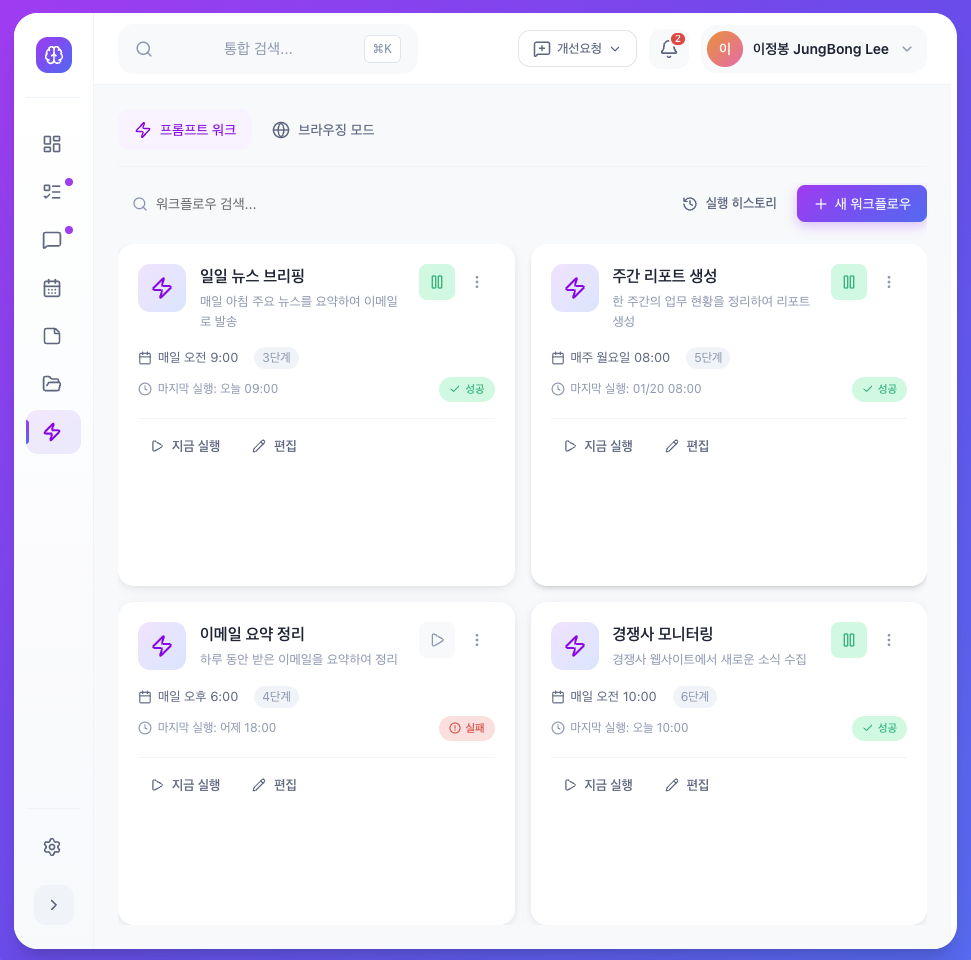 통합 검색...
⌘K
개선요청
2
이
이정봉 JungBong Lee
프롬프트 워크
브라우징 모드
워크플로우 검색...
실행 히스토리
새 워크플로우
일일 뉴스 브리핑
매일 아침 주요 뉴스를 요약하여 이메일
로 발송
매일 오전 9:00
3단계
마지막 실행: 오늘 09:00
성공
지금 실행
편집
주간 리포트 생성
한 주간의 업무 현황을 정리하여 리포트
생성
매주 월요일 08:00
5단계
마지막 실행: 01/20 08:00
성공
지금 실행
편집
이메일 요약 정리
하루 동안 받은 이메일을 요약하여 정리
매일 오후 6:00
4단계
마지막 실행: 어제 18:00
실패
지금 실행
편집
경쟁사 모니터링
경쟁사 웹사이트에서 새로운 소식 수집
매일 오전 10:00
6단계
마지막 실행: 오늘 10:00
성공
지금 실행
편집